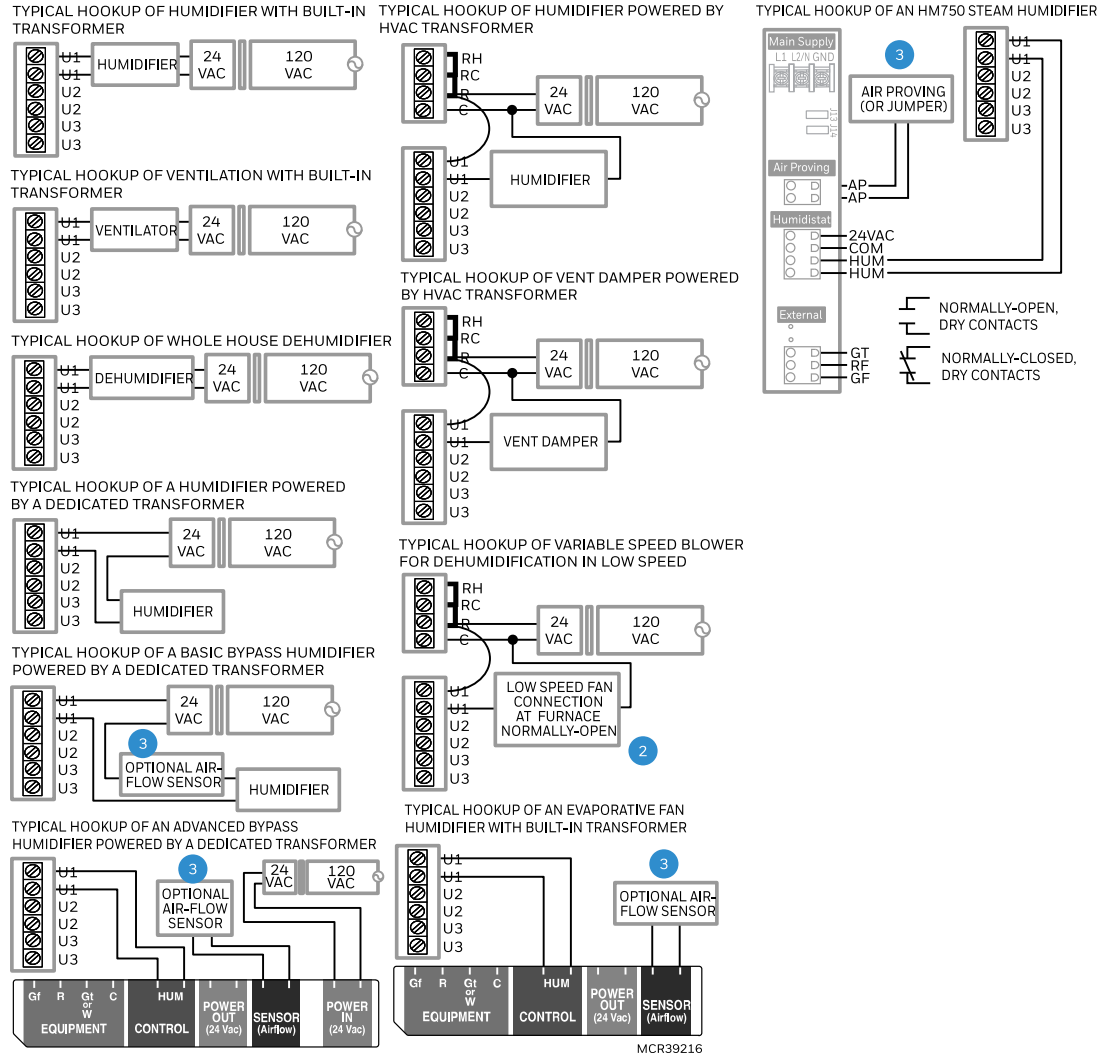 TYPICAL HOOKUP OF HUMIDIFIER WITH BUILT-IN
TRANSFORMER
U1
U1
U2
U2
U3
U3
HUMIDIFIER
24
VAC
120
VAC
TYPICAL HOOKUP OF VENTILATION WITH BUILT-IN
TRANSFORMER
U1
U1
U2
U2
U3
U3
VENTILATOR
24
VAC
120
VAC
TYPICAL HOOKUP OF WHOLE HOUSE DEHUMIDIFIER
U1
U1
U2
U2
U3
U3
DEHUMIDIFIER
24
VAC
120
VAC
TYPICAL HOOKUP OF A HUMIDIFIER POWERED
BY A DEDICATED TRANSFORMER
U1
U1
U2
U2
U3
U3
24
VAC
120
VAC
HUMIDIFIER
TYPICAL HOOKUP OF A BASIC BYPASS HUMIDIFIER
POWERED BY A DEDICATED TRANSFORMER
U1
U1
U2
U2
U3
U3
24
VAC
120
VAC
3
OPTIONAL AIR-
FLOW SENSOR
HUMIDIFIER
TYPICAL HOOKUP OF AN ADVANCED BYPASS
HUMIDIFIER POWERED BY A DEDICATED TRANSFORMER
U1
U1
U2
U2
U3
U3
3
OPTIONAL
AIR-FLOW
SENSOR
24
VAC
120
VAC
Gf R Gt or W C
EQUIPMENT
HUM
CONTROL
POWER
OUT
(24 Vac)
SENSOR
(Airflow)
POWER
IN
(24 Vac)
TYPICAL HOOKUP OF HUMIDIFIER POWERED BY
HVAC TRANSFORMER
RH
RC
R
C
24
VAC
120
VAC
U1
U1
U2
U2
U3
U3
HUMIDIFIER
TYPICAL HOOKUP OF VENT DAMPER POWERED
BY HVAC TRANSFORMER
RH
RC
R
C
24
VAC
120
VAC
U1
U1
U2
U2
U3
U3
VENT DAMPER
TYPICAL HOOKUP OF VARIABLE SPEED BLOWER
FOR DEHUMIDIFICATION IN LOW SPEED
RH
RC
R
C
24
VAC
120
VAC
U1
U1
U2
U2
U3
U3
LOW SPEED FAN
CONNECTION
AT FURNACE
NORMALLY-OPEN
2
TYPICAL HOOKUP OF AN EVAPORATIVE FAN
HUMIDIFIER WITH BUILT-IN TRANSFORMER
U1
U1
U2
U2
U3
U3
3
OPTIONAL AIR-
FLOW SENSOR
Gf R Gt or W C
EQUIPMENT
HUM
CONTROL
POWER
OUT
(24 Vac)
SENSOR
(Airflow)
MCR39216
TYPICAL HOOKUP OF AN HM750 STEAM HUMIDIFIER
Main Supply
L1 L2/N GND
J13
J14
3
AIR PROVING
(OR JUMPER)
U1
U1
U2
U2
U3
U3
Air Proving
AP
AP
Humidistat
24VAC
COM
HUM
HUM
External
GT
RF
GF
NORMALLY-OPEN,
DRY CONTACTS
NORMALLY-CLOSED,
DRY CONTACTS